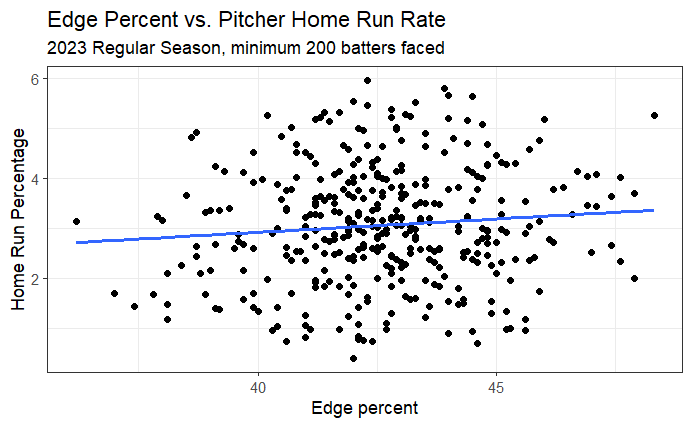 Edge Percent vs. Pitcher Home Run Rate
2023 Regular Season, minimum 200 batters faced
Home Run Percentage
6
4
2
40 45
Edge percent